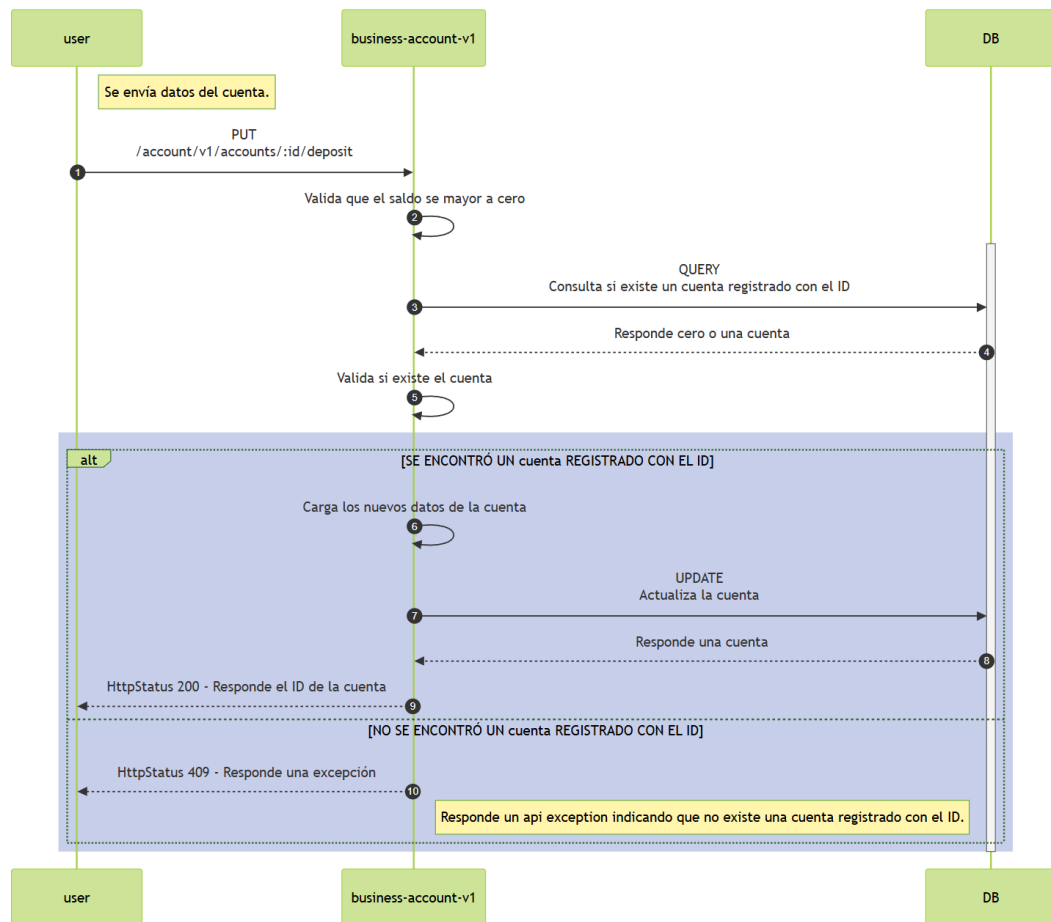 user
business-account-v1
DB
Se envía datos del cuenta.
PUT
/account/v1/accounts/:id/deposit
1
Valida que el saldo se mayor a cero
2
QUERY
Consulta si existe un cuenta registrado con el ID
3
Responde cero o una cuenta
4
Valida si existe el cuenta
5
alt
[SE ENCONTRÓ UN cuenta REGISTRADO CON EL ID]
Carga los nuevos datos de la cuenta
6
UPDATE
Actualiza la cuenta
7
Responde una cuenta
8
HttpStatus 200 - Responde el ID de la cuenta
9
[NO SE ENCONTRÓ UN cuenta REGISTRADO CON EL ID]
HttpStatus 409 - Responde una excepción
10
Responde un api exception indicando que no existe una cuenta registrado con el ID.
user
business-account-v1
DB